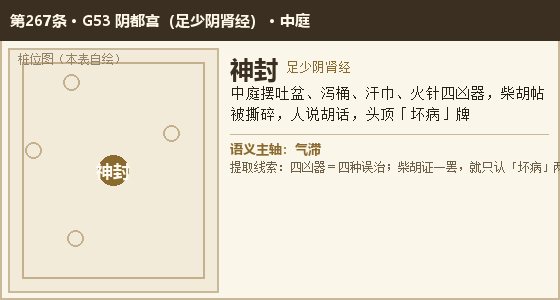 第267条·G53 阴都宫（足少阴肾经）·中庭
桩位图（本表自绘）
神封
神封 足少阴肾经
中庭摆吐盆、泻桶、汗巾、火针四凶器，柴胡帖
被撕碎，人说胡话，头顶「坏病」牌
语义主轴：气滞
提取线索：四凶器＝四种误治；柴胡证一罢，就只认「坏病」